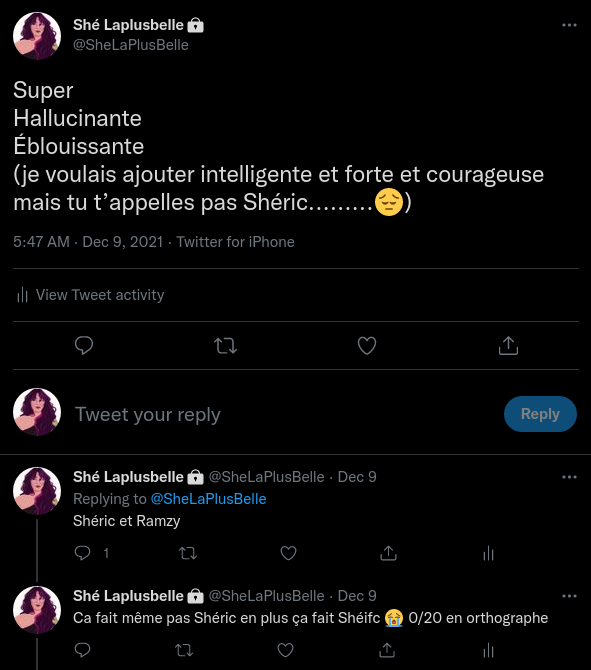 Shé Laplusbelle
@SheLaPlusBelle
Super
Hallucinante
Éblouissante
(je voulais ajouter intelligente et forte et courageuse
mais tu t’appelles pas Shéric.........😔)
5:47 AM · Dec 9, 2021 · Twitter for iPhone
View Tweet activity
Tweet your reply
Reply
Shé Laplusbelle @SheLaPlusBelle · Dec 9
Replying to @SheLaPlusBelle
Shéric et Ramzy
1
Shé Laplusbelle @SheLaPlusBelle · Dec 9
Ca fait même pas Shéric en plus ça fait Shéifc 😭 0/20 en orthographe